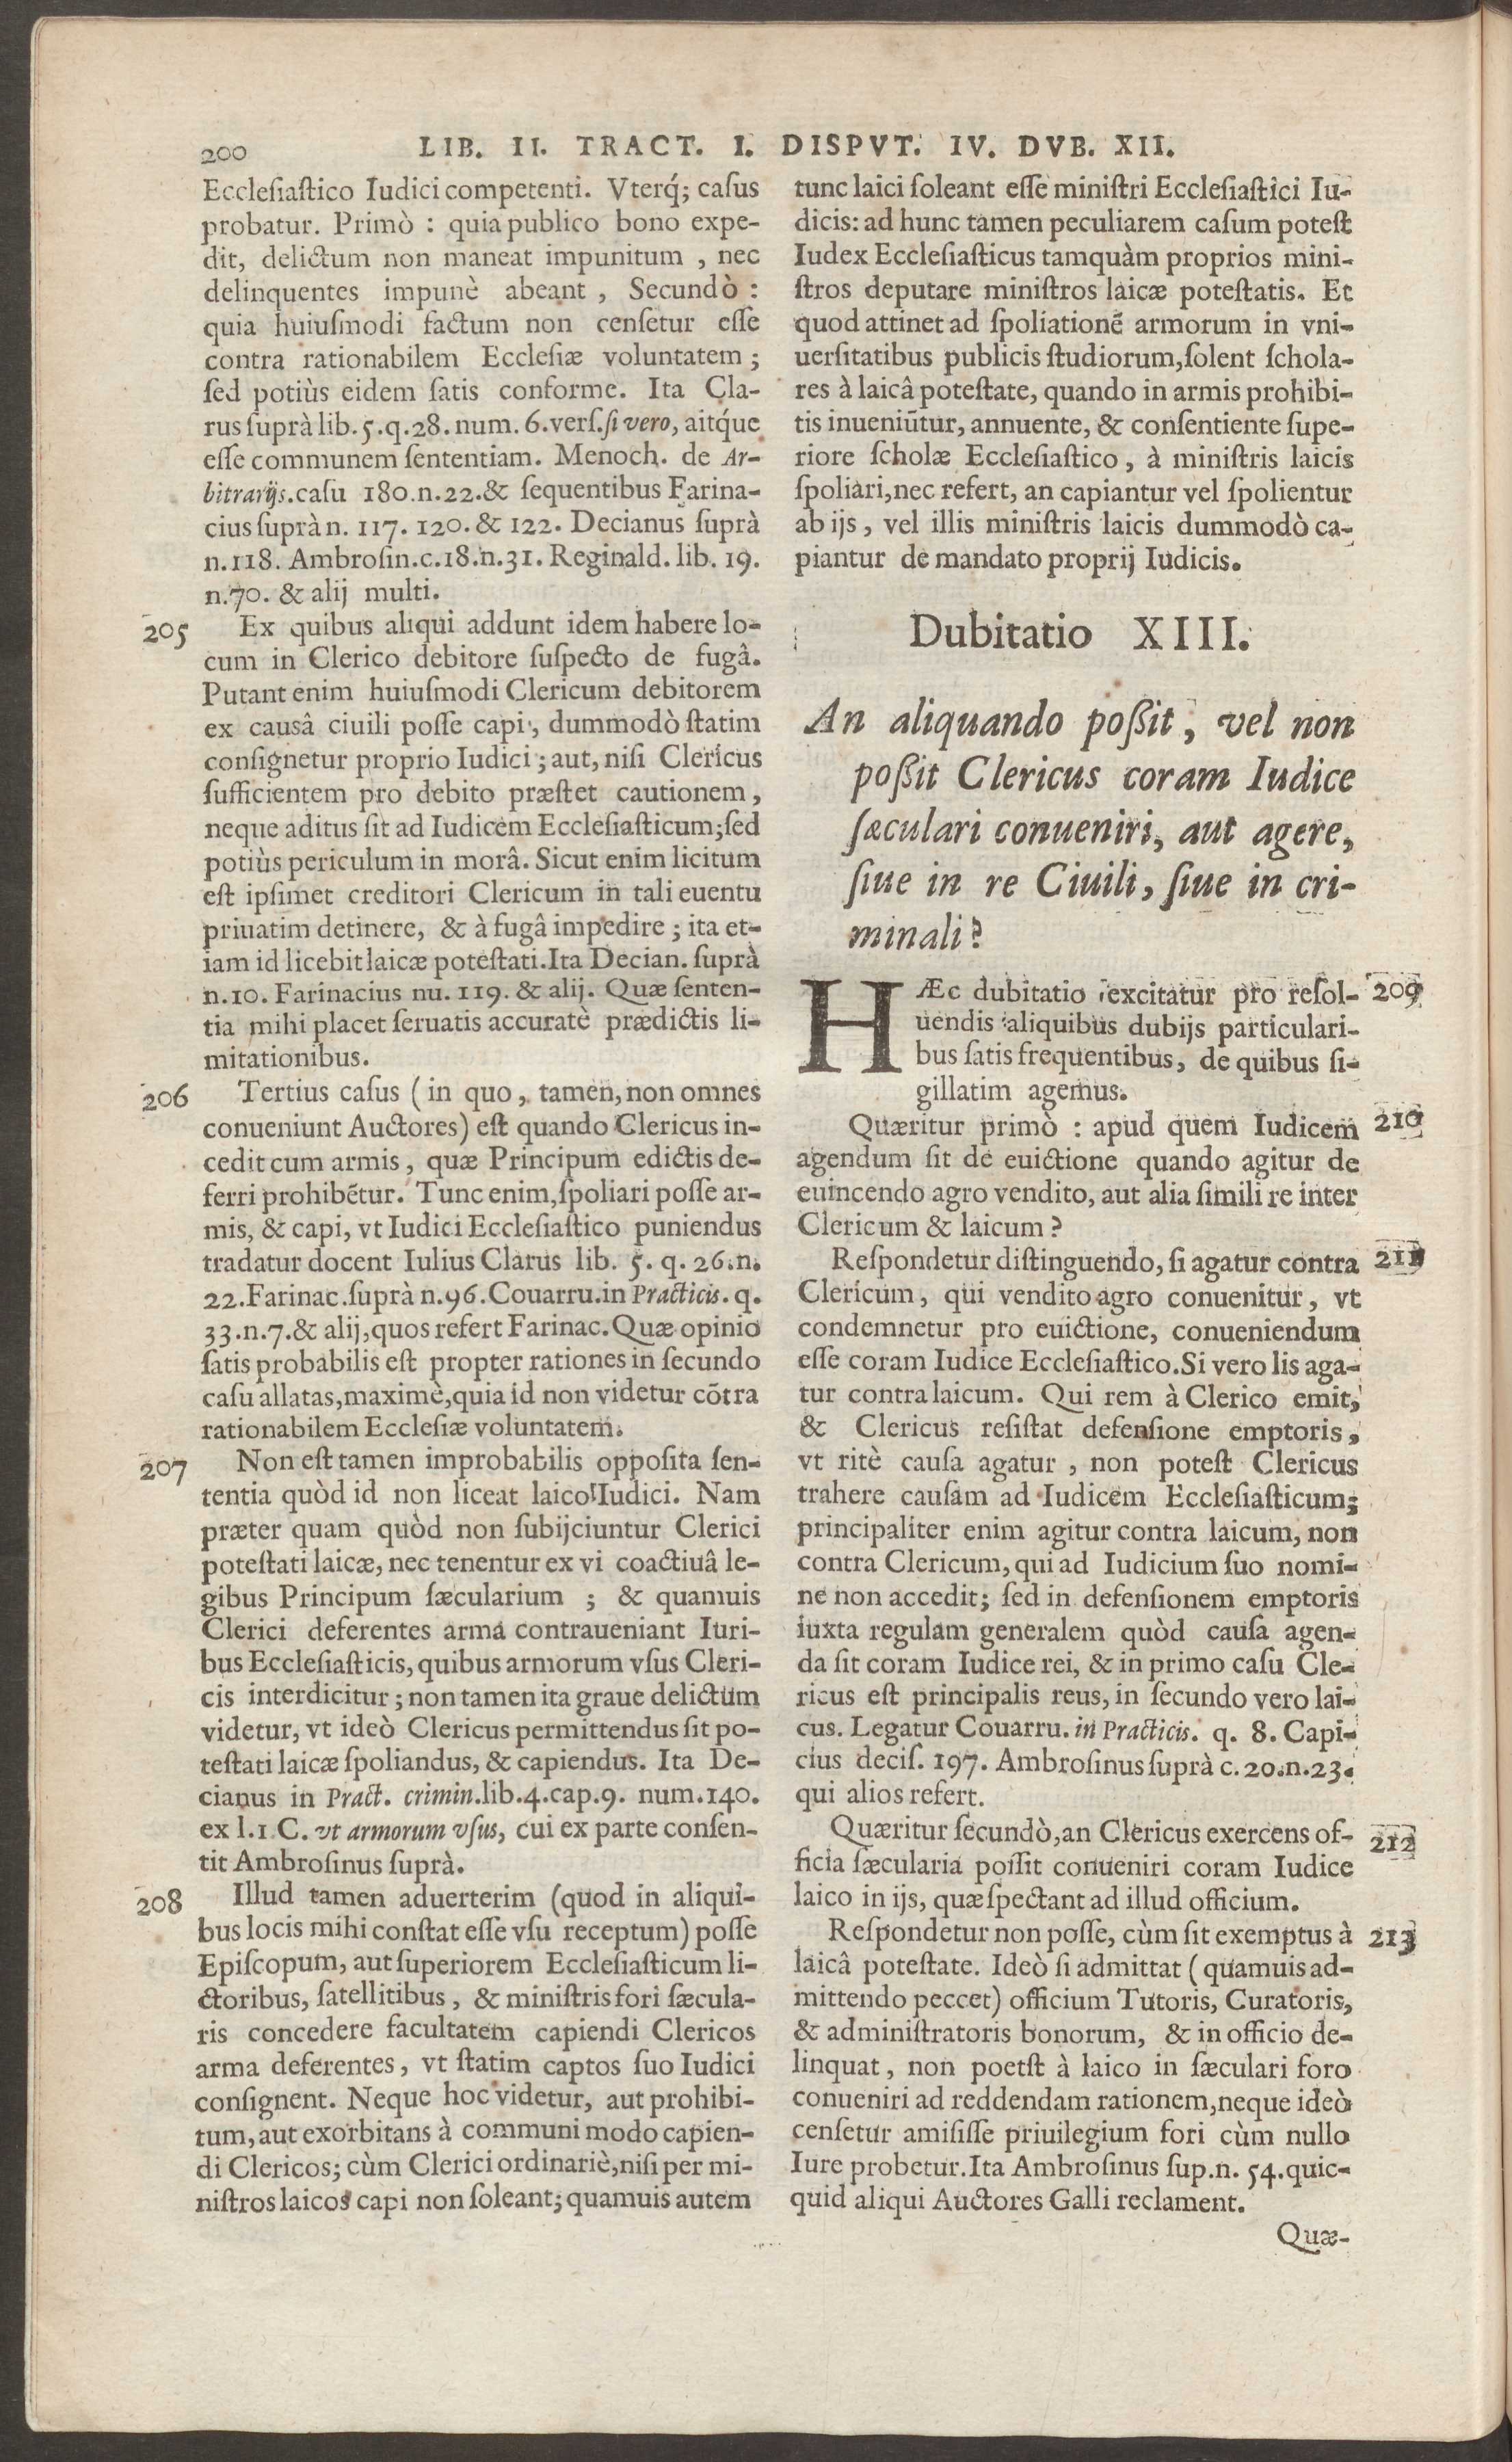 200 LIB. II. TRACT. I. DISPVT. IV. DVB. XII.
Eccleſiaſtico Iudici competenti. Vterq́; caſus
probatur. Primò : quia publico bono expe-
dit, delictum non maneat impunitum , nec
delinquentes impunè abeant , Secundò :
quia huiuſmodi factum non cenſetur eſſe
contra rationabilem Eccleſiæ voluntatem ;
ſed potiùs eidem ſatis conforme. Ita Cla-
rus ſuprà lib. 5. q. 28. num. 6. verſ. ſi vero, aitq́ue
eſſe communem ſententiam. Menoch. de Ar-
bitrarijs. caſu 180. n. 22. & ſequentibus Farina-
cius ſuprà n. 117. 120. & 122. Decianus ſuprà
n. 118. Ambroſin. c. 18. n. 31. Reginald. lib. 19.
n. 70. & alij multi.
205 Ex quibus aliqui addunt idem habere lo-
cum in Clerico debitore ſuſpecto de fugâ.
Putant enim huiuſmodi Clericum debitorem
ex causâ ciuili poſſe capi, dummodò ſtatim
conſignetur proprio Iudici ; aut, niſi Clericus
ſufficientem pro debito præſtet cautionem ,
neque aditus ſit ad Iudicem Eccleſiaſticum; ſed
potiùs periculum in morâ. Sicut enim licitum
eſt ipſimet creditori Clericum in tali euentu
priuatim detinere, & à fugâ impedire ; ita et-
iam id licebit laicæ poteſtati. Ita Decian. ſuprà
n. 10. Farinacius nu. 119. & alij. Quæ ſenten-
tia mihi placet ſeruatis accuratè prædictis li-
mitationibus.
206 Tertius caſus ( in quo , tamen, non omnes
conueniunt Auctores) eſt quando Clericus in-
cedit cum armis , quæ Principum edictis de-
ferri prohibẽtur. Tunc enim, ſpoliari poſſe ar-
mis, & capi, vt Iudici Eccleſiaſtico puniendus
tradatur docent Iulius Clarus lib. 5. q. 26. n.
22. Farinac. ſuprà n. 96. Couarru. in Practicis. q.
33. n. 7. & alij, quos refert Farinac. Quæ opinio
ſatis probabilis eſt propter rationes in ſecundo
caſu allatas, maximè, quia id non videtur cõtra
rationabilem Eccleſiæ voluntatem.
207 Non eſt tamen improbabilis oppoſita ſen-
tentia quòd id non liceat laico Iudici. Nam
præter quam quòd non ſubijciuntur Clerici
poteſtati laicæ, nec tenentur ex vi coactiuâ le-
gibus Principum ſæcularium ; & quamuis
Clerici deferentes arma contraueniant Iuri-
bus Eccleſiaſticis, quibus armorum vſus Cleri-
cis interdicitur ; non tamen ita graue delictum
videtur, vt ideò Clericus permittendus ſit po-
teſtati laicæ ſpoliandus, & capiendus. Ita De-
cianus in Pract. crimin. lib. 4. cap. 9. num. 140.
ex l. 1 C. vt armorum vſus, cui ex parte conſen-
tit Ambroſinus ſuprà.
208 Illud tamen aduerterim (quod in aliqui-
bus locis mihi conſtat eſſe vſu receptum) poſſe
Epiſcopum, aut ſuperiorem Eccleſiaſticum li-
ctoribus, ſatellitibus , & miniſtris fori ſæcula-
ris concedere facultatem capiendi Clericos
arma deferentes , vt ſtatim captos ſuo Iudici
conſignent. Neque hoc videtur, aut prohibi-
tum, aut exorbitans à communi modo capien-
di Clericos; cùm Clerici ordinariè, niſi per mi-
niſtros laicos capi non ſoleant; quamuis autem
tunc laici ſoleant eſſe miniſtri Eccleſiaſtici Iu-
dicis: ad hunc tamen peculiarem caſum poteſt
Iudex Eccleſiaſticus tamquàm proprios mini-
ſtros deputare miniſtros laicæ poteſtatis. Et
quod attinet ad ſpoliationẽ armorum in vni-
uerſitatibus publicis ſtudiorum, ſolent ſchola-
res à laicâ poteſtate, quando in armis prohibi-
tis inueniũtur, annuente, & conſentiente ſupe-
riore ſcholæ Eccleſiaſtico , à miniſtris laicis
ſpoliari, nec refert, an capiantur vel ſpolientur
ab ijs , vel illis miniſtris laicis dummodò ca-
piantur de mandato proprij Iudicis.
Dubitatio XIII.
An aliquando poßit , vel non
poßit Clericus coram Iudice
ſæculari conueniri, aut agere,
ſiue in re Ciuili, ſiue in cri-
minali?
HÆc dubitatio excitatur pro reſol- 209
uendis aliquibus dubijs particulari-
bus ſatis frequentibus, de quibus ſi-
gillatim agemus.
Quæritur primò : apud quem Iudicem 210
agendum ſit de euictione quando agitur de
euincendo agro vendito, aut alia ſimili re inter
Clericum & laicum ?
Reſpondetur diſtinguendo, ſi agatur contra 211
Clericum, qui vendito agro conuenitur, vt
condemnetur pro euictione, conueniendum
eſſe coram Iudice Eccleſiaſtico. Si vero lis aga-
tur contra laicum. Qui rem à Clerico emit,
& Clericus reſiſtat defenſione emptoris,
vt ritè cauſa agatur , non poteſt Clericus
trahere cauſam ad Iudicem Eccleſiaſticum;
principaliter enim agitur contra laicum, non
contra Clericum, qui ad Iudicium ſuo nomi-
ne non accedit; ſed in defenſionem emptoris
iuxta regulam generalem quòd cauſa agen-
da ſit coram Iudice rei, & in primo caſu Cle-
ricus eſt principalis reus, in ſecundo vero lai-
cus. Legatur Couarru. in Practicis. q. 8. Capi-
cius deciſ. 197. Ambroſinus ſuprà c. 20. n. 23.
qui alios refert.
Quæritur ſecundò, an Clericus exercens of- 212
ficia ſæcularia poſſit conueniri coram Iudice
laico in ijs, quæ ſpectant ad illud officium.
Reſpondetur non poſſe, cùm ſit exemptus à 213
laicâ poteſtate. Ideò ſi admittat ( quamuis ad-
mittendo peccet) officium Tutoris, Curatoris,
& adminiſtratoris bonorum, & in officio de-
linquat , non poetſt à laico in ſæculari foro
conueniri ad reddendam rationem, neque ideò
cenſetur amiſiſſe priuilegium fori cùm nullo
Iure probetur. Ita Ambroſinus ſup. n. 54. quic-
quid aliqui Auctores Galli reclament.
Quæ-